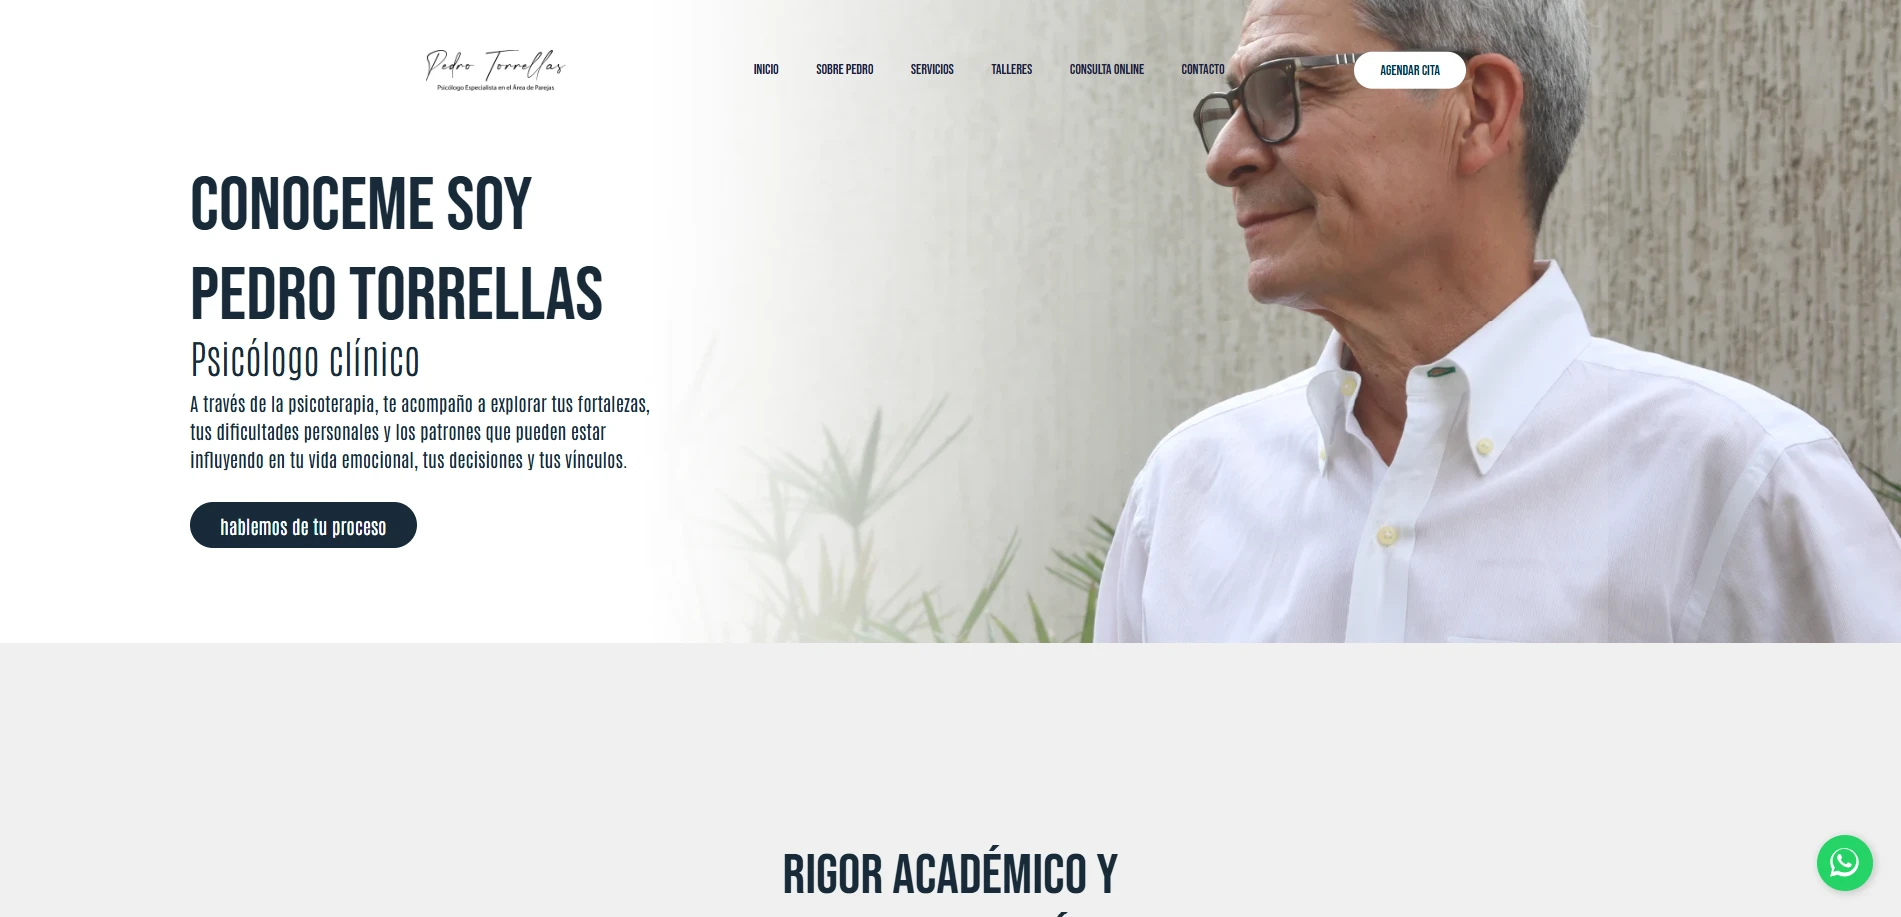 Pedro Torrellas
Psicólogo Especialista en el Área de Parejas
INICIO
SOBRE PEDRO
SERVICIOS
TALLERES
CONSULTA ONLINE
CONTACTO
AGENDAR CITA
CONOCEME SOY
PEDRO TORRELLAS
Psicólogo clínico
A través de la psicoterapia, te acompaño a explorar tus fortalezas,
tus dificultades personales y los patrones que pueden estar
influyendo en tu vida emocional, tus decisiones y tus vínculos.
hablemos de tu proceso
RIGOR ACADÉMICO Y